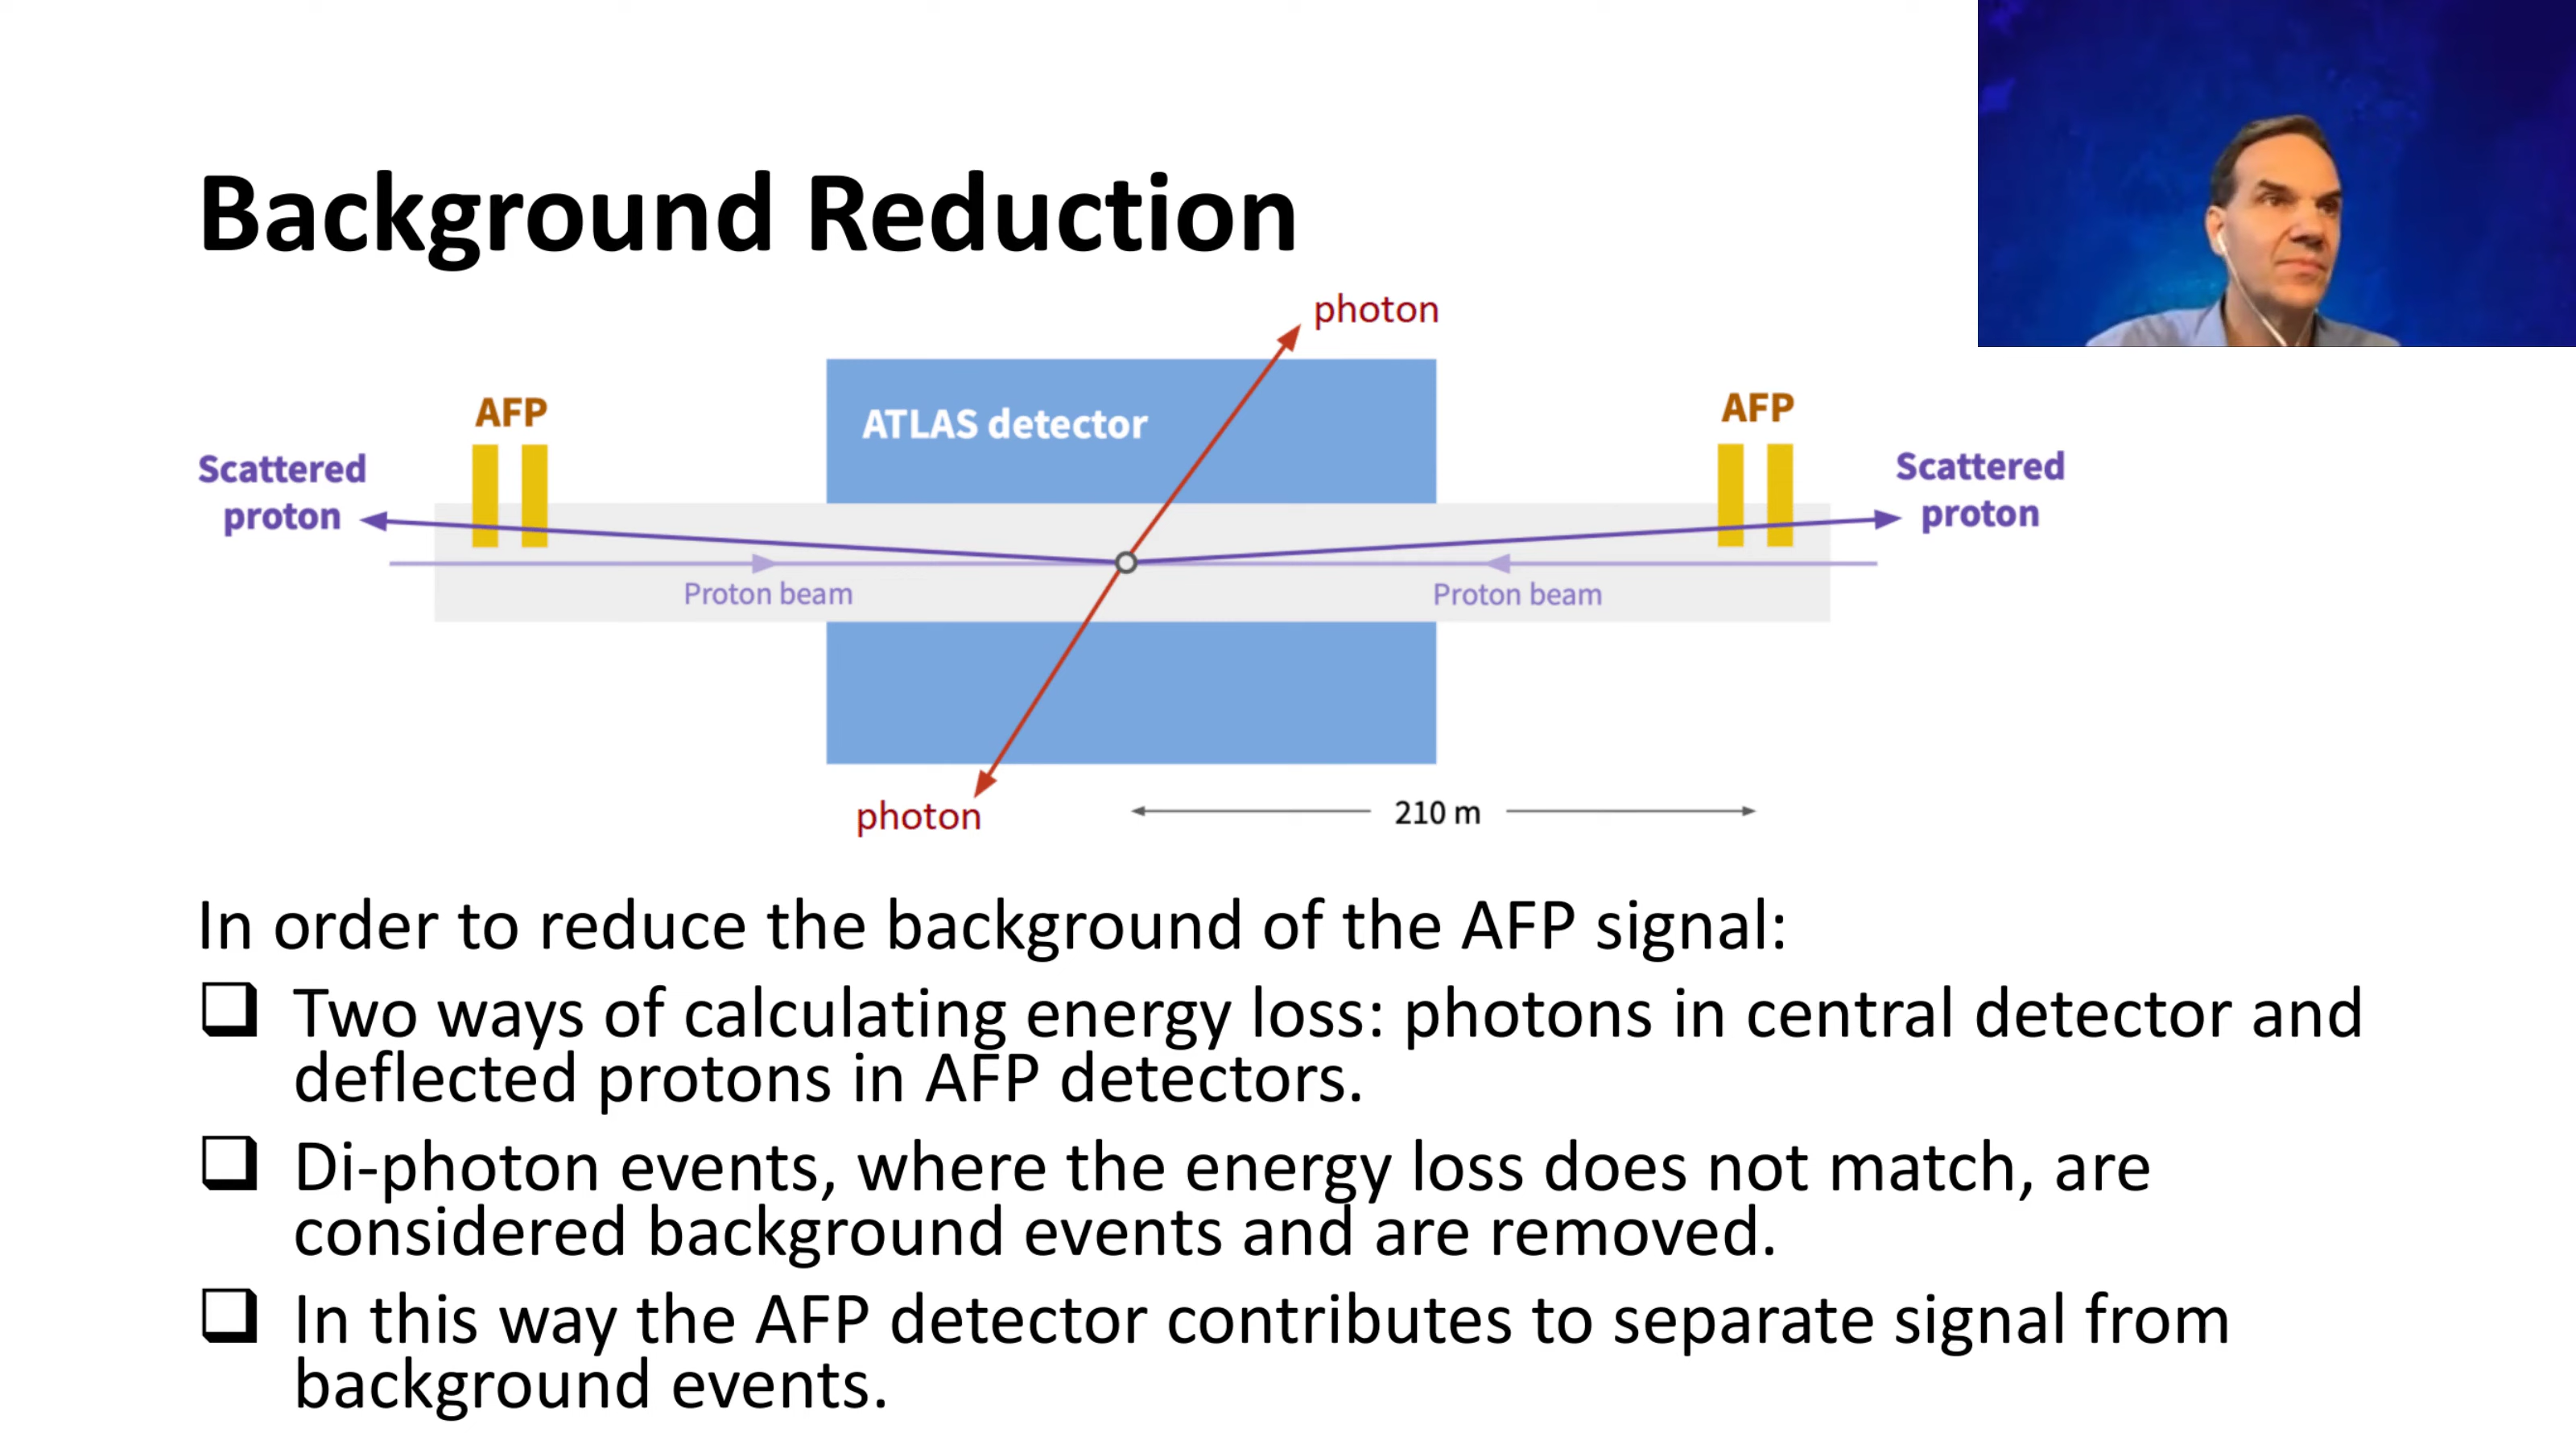 Background Reduction
photon
ATLAS detector
AFP
AFP
Scattered
proton
Scattered
proton
Proton beam
Proton beam
photon
210 m
In order to reduce the background of the AFP signal:
Two ways of calculating energy loss: photons in central detector and
deflected protons in AFP detectors.
Di-photon events, where the energy loss does not match, are
considered background events and are removed.
In this way the AFP detector contributes to separate signal from
background events.